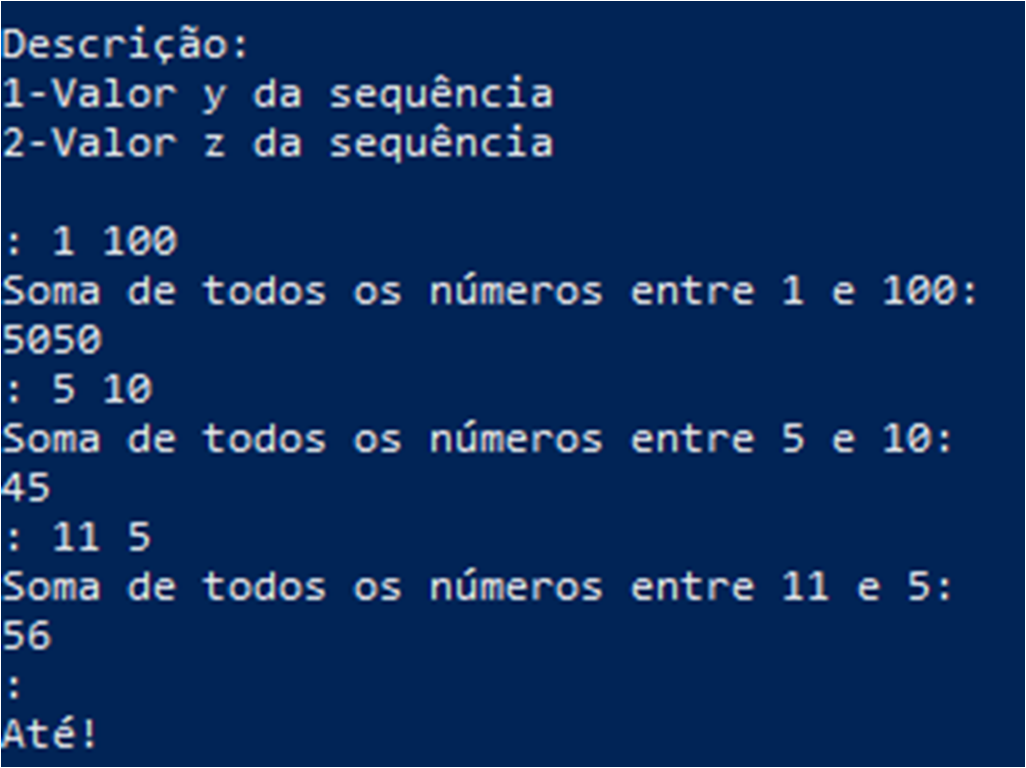 Descrição:
1-Valor y da sequência
2-Valor z da sequência
: 1 100
Soma de todos os números entre 1 e 100:
5050
: 5 10
Soma de todos os números entre 5 e 10:
45
: 11 5
Soma de todos os números entre 11 e 5:
56
:
Até!